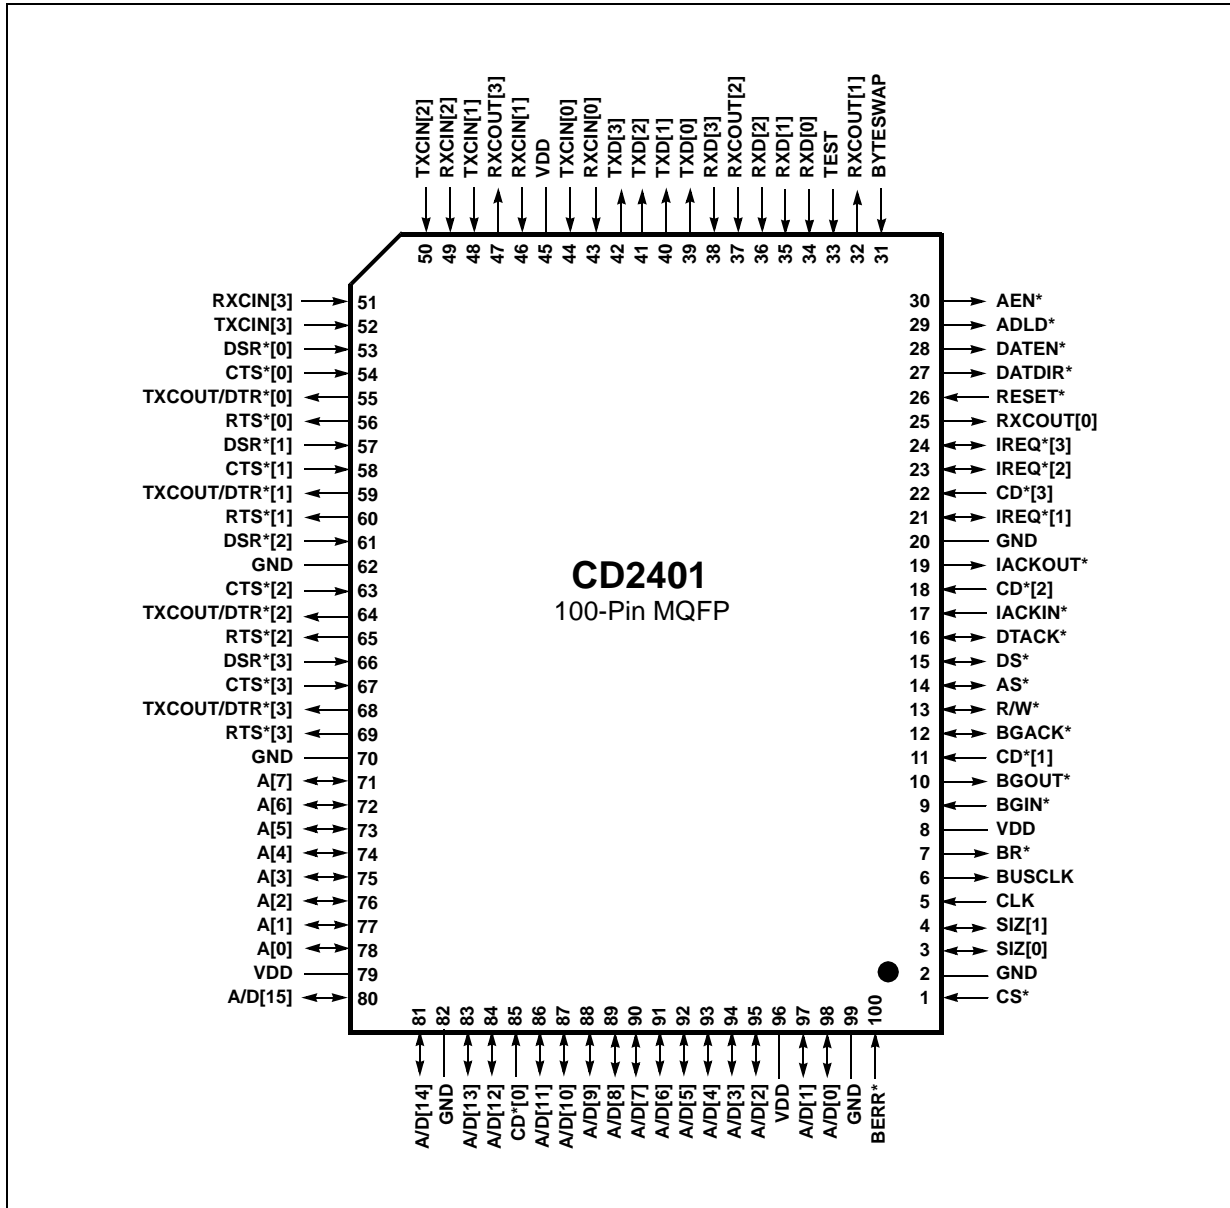 TXCIN[2]
RXCIN[2]
TXCIN[1]
RXCOUT[3]
RXCIN[1]
VDD
TXCIN[0]
RXCIN[0]
TXD[3]
TXD[2]
TXD[1]
TXD[0]
RXD[3]
RXCOUT[2]
RXD[2]
RXD[1]
RXD[0]
TEST
RXCOUT[1]
BYTESWAP
50
49
48
47
46
45
44
43
42
41
40
39
38
37
36
35
34
33
32
31
RXCIN[3] 51
TXCIN[3] 52
DSR*[0] 53
CTS*[0] 54
TXCOUT/DTR*[0] 55
RTS*[0] 56
DSR*[1] 57
CTS*[1] 58
TXCOUT/DTR*[1] 59
RTS*[1] 60
DSR*[2] 61
GND 62
CTS*[2] 63
TXCOUT/DTR*[2] 64
RTS*[2] 65
DSR*[3] 66
CTS*[3] 67
TXCOUT/DTR*[3] 68
RTS*[3] 69
GND 70
A[7] 71
A[6] 72
A[5] 73
A[4] 74
A[3] 75
A[2] 76
A[1] 77
A[0] 78
VDD 79
A/D[15] 80
CD2401
100-Pin MQFP
30 AEN*
29 ADLD*
28 DATEN*
27 DATDIR*
26 RESET*
25 RXCOUT[0]
24 IREQ*[3]
23 IREQ*[2]
22 CD*[3]
21 IREQ*[1]
20 GND
19 IACKOUT*
18 CD*[2]
17 IACKIN*
16 DTACK*
15 DS*
14 AS*
13 R/W*
12 BGACK*
11 CD*[1]
10 BGOUT*
9 BGIN*
8 VDD
7 BR*
6 BUSCLK
5 CLK
4 SIZ[1]
3 SIZ[0]
2 GND
1 CS*
81
82
83
84
85
86
87
88
89
90
91
92
93
94
95
96
97
98
99
100
A/D[14]
GND
A/D[13]
A/D[12]
CD*[0]
A/D[11]
A/D[10]
A/D[9]
A/D[8]
A/D[7]
A/D[6]
A/D[5]
A/D[4]
A/D[3]
A/D[2]
VDD
A/D[1]
A/D[0]
GND
BERR*